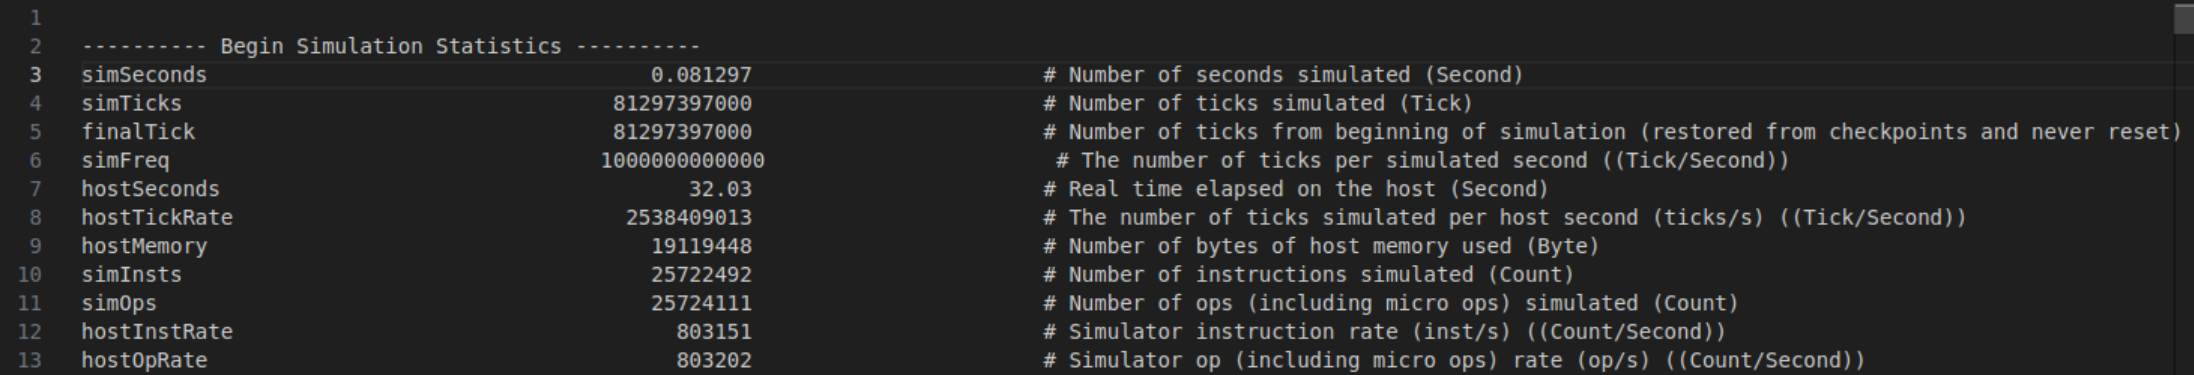 1
2 ---------- Begin Simulation Statistics ----------
3 simSeconds 0.081297 # Number of seconds simulated (Second)
4 simTicks 81297397000 # Number of ticks simulated (Tick)
5 finalTick 81297397000 # Number of ticks from beginning of simulation (restored from checkpoints and never reset)
6 simFreq 1000000000000 # The number of ticks per simulated second ((Tick/Second))
7 hostSeconds 32.03 # Real time elapsed on the host (Second)
8 hostTickRate 2538409013 # The number of ticks simulated per host second (ticks/s) ((Tick/Second))
9 hostMemory 19119448 # Number of bytes of host memory used (Byte)
10 simInsts 25722492 # Number of instructions simulated (Count)
11 simOps 25724111 # Number of ops (including micro ops) simulated (Count)
12 hostInstRate 803151 # Simulator instruction rate (inst/s) ((Count/Second))
13 hostOpRate 803202 # Simulator op (including micro ops) rate (op/s) ((Count/Second))